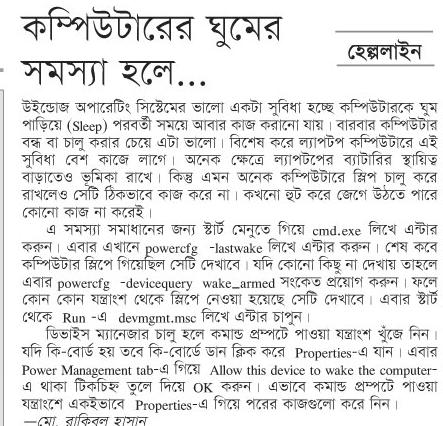 কম্পিউটারের ঘুমের
সমস্যা হলে...
হেল্পলাইন
উইন্ডোজ অপারেটিং সিস্টেমের ভালো একটা সুবিধা হচ্ছে কম্পিউটারকে ঘুম
পাড়িয়ে (Sleep) পরবর্তী সময়ে আবার কাজ করানো যায়। বারবার কম্পিউটার
বন্ধ বা চালু করার চেয়ে এটা ভালো। বিশেষ করে ল্যাপটপ কম্পিউটারে এই
সুবিধা বেশ কাজে লাগে। অনেক ক্ষেত্রে ল্যাপটপের ব্যাটারির স্থায়িত্ব
বাড়াতেও ভূমিকা রাখে। কিন্তু এমন অনেক কম্পিউটারে স্লিপ চালু করে
রাখলেও সেটি ঠিকভাবে কাজ করে না। কখনো হুট করে জেগে উঠতে পারে
কোনো কাজ না করেই।
এ সমস্যা সমাধানের জন্য স্টার্ট মেনুতে গিয়ে cmd.exe লিখে এন্টার
করুন। এবার এখানে powercfg -lastwake লিখে এন্টার করুন। শেষ কবে
কম্পিউটার স্লিপে গিয়েছিল সেটি দেখাবে। যদি কোনো কিছু না দেখায় তাহলে
এবার powercfg -devicequery wake_armed সংকেত প্রয়োগ করুন। ফলে
কোন কোন যন্ত্রাংশ থেকে স্লিপে নেওয়া হয়েছে সেটি দেখাবে। এবার স্টার্ট
থেকে Run -এ devmgmt.msc লিখে এন্টার চাপুন।
ডিভাইস ম্যানেজার চালু হলে কমান্ড প্রম্পটে পাওয়া যন্ত্রাংশ খুঁজে নিন।
যদি কি-বোর্ড হয় তবে কি-বোর্ডে ডান ক্লিক করে Properties-এ যান। এবার
Power Management tab-এ গিয়ে Allow this device to wake the computer-
এ থাকা টিকচিহ্ন তুলে দিয়ে OK করুন। এভাবে কমান্ড প্রম্পটে পাওয়া
যন্ত্রাংশে একইভাবে Properties-এ গিয়ে পরের কাজগুলো করে নিন।
—মো. রাকিবুল হাসান